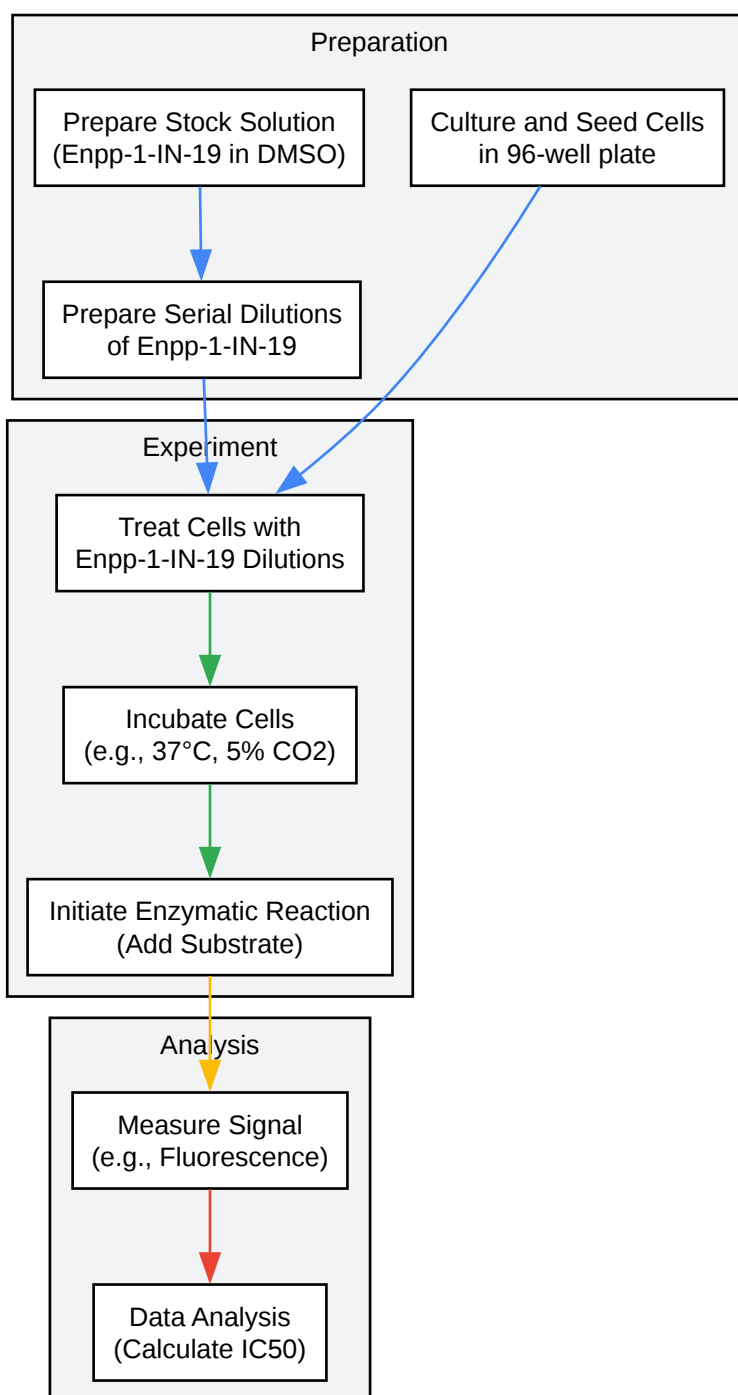 Preparation
Prepare Stock Solution
(Enpp-1-IN-19 in DMSO)
Culture and Seed Cells
in 96-well plate
Prepare Serial Dilutions
of Enpp-1-IN-19
Experiment
Treat Cells with
Enpp-1-IN-19 Dilutions
Incubate Cells
(e.g., 37°C, 5% CO2)
Initiate Enzymatic Reaction
(Add Substrate)
Analysis
Measure Signal
(e.g., Fluorescence)
Data Analysis
(Calculate IC50)